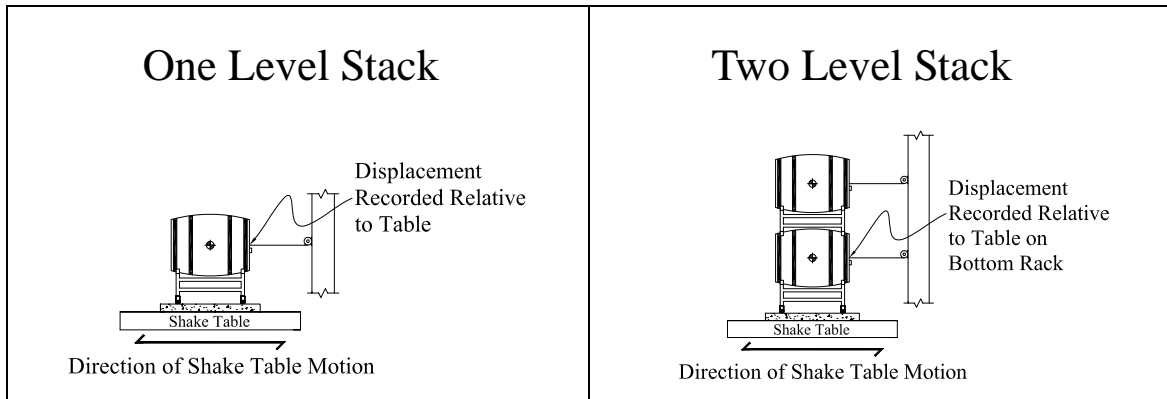 One Level Stack
Displacement
Recorded Relative
to Table
Shake Table
Direction of Shake Table Motion
Two Level Stack
Displacement
Recorded Relative
to Table on
Bottom Rack
Shake Table
Direction of Shake Table Motion